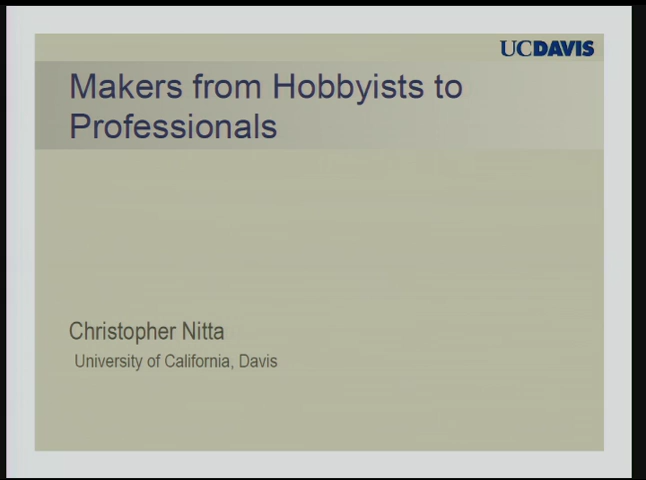 UCDAVIS
Makers from Hobbyists to
Professionals
Christopher Nitta
University of California, Davis